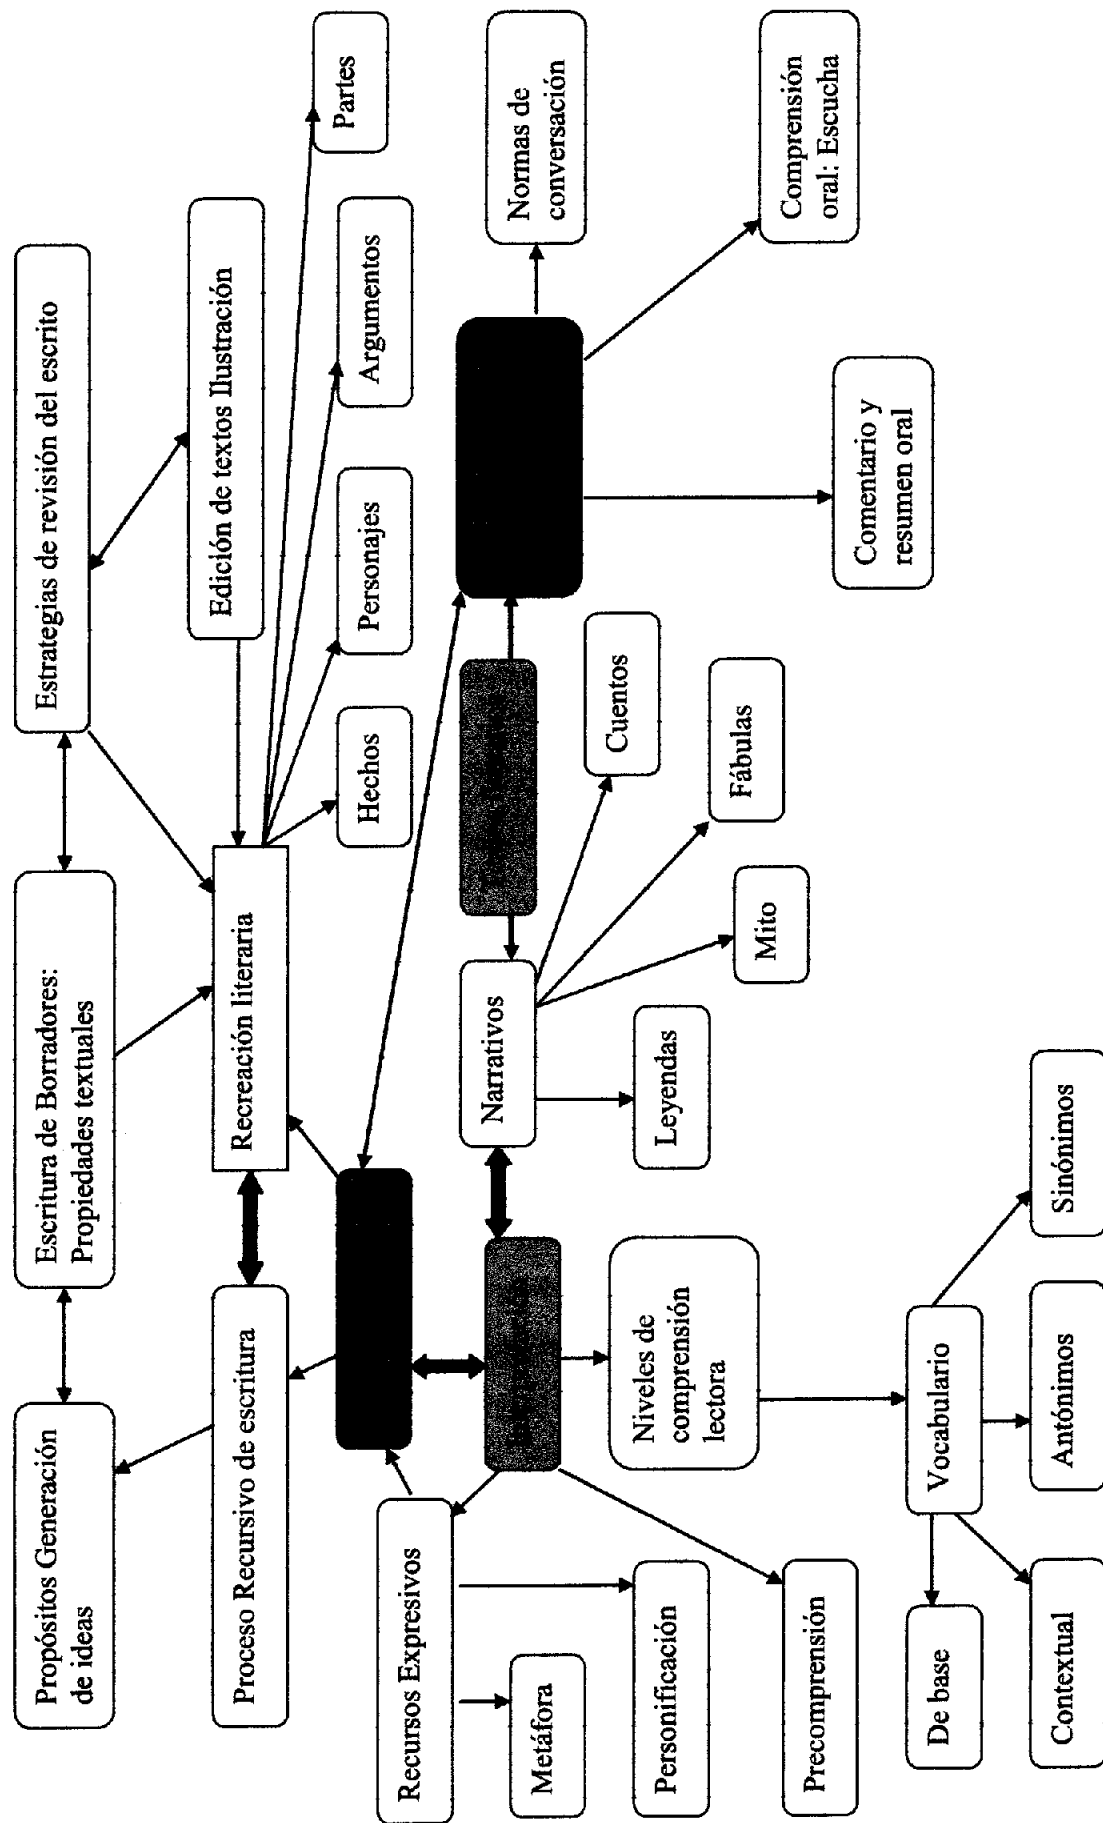 Propósitos Generación
de ideas
Escritura de Borradores:
Propiedades textuales
Estrategias de revisión del escrito
Proceso Recursivo de escritura
Recreación literaria
Edición de textos Ilustración
Hechos
Personajes
Argumentos
Partes
Recursos Expresivos
Narrativos
Normas de
conversación
Metáfora
Niveles de
comprensión
lectora
Leyendas
Cuentos
Personificación
Mito
Fábulas
Precomprensión
Comprensión
oral: Escucha
Comentario y
resumen oral
Vocabulario
De base
Contextual
Antónimos
Sinónimos